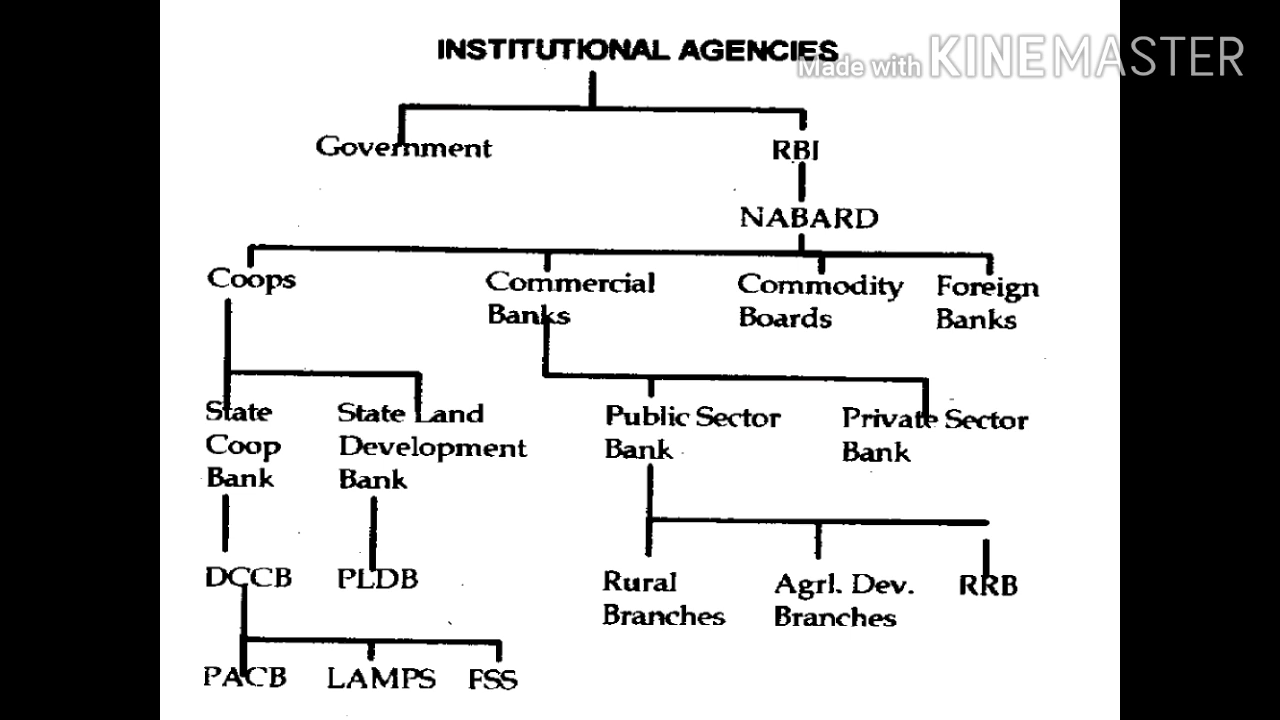 INSTITUTIONAL AGENCIES
Made with KINEMASTER
Government
RBI
NABARD
Coops
Commercial
Banks
Commodity
Boards
Foreign
Banks
State
Coop
Bank
State Land
Development
Bank
Public Sector
Bank
Private Sector
Bank
DCCB
PLDB
Rural
Branches
Agrl. Dev.
Branches
RRB
PACB
LAMPS
FSS